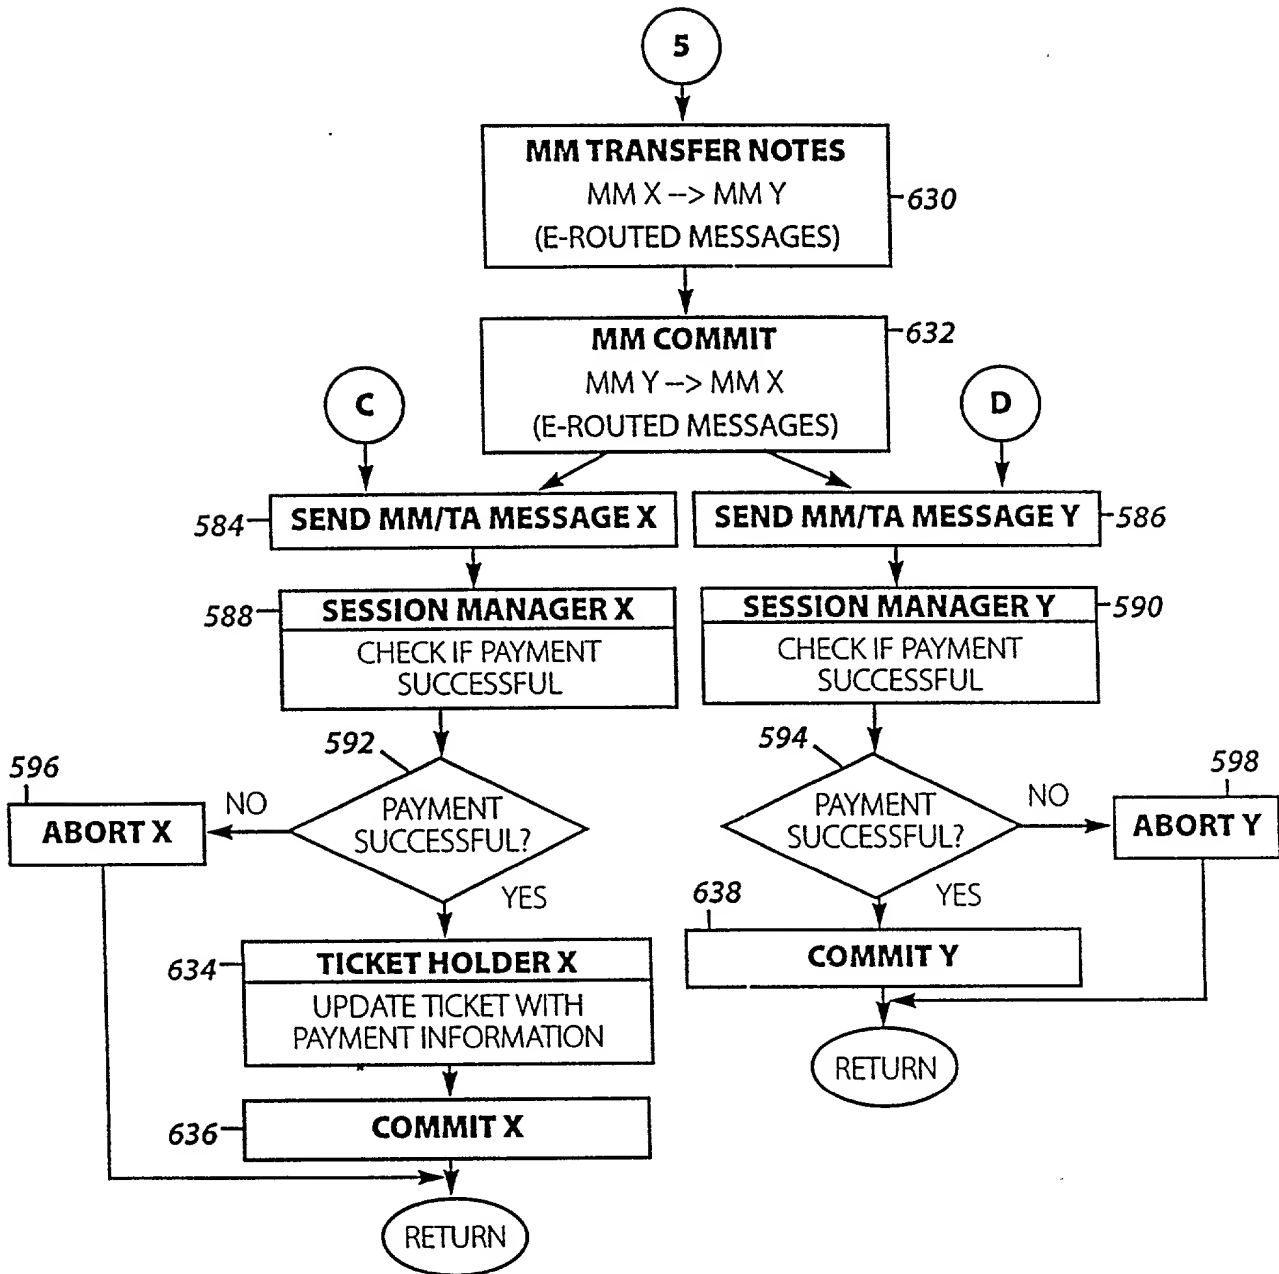 5
MM TRANSFER NOTES
MM X --> MM Y
(E-ROUTED MESSAGES)
630
MM COMMIT
MM Y --> MM X
(E-ROUTED MESSAGES)
632
C
D
584
SEND MM/TA MESSAGE X
SEND MM/TA MESSAGE Y
586
588
SESSION MANAGER X
CHECK IF PAYMENT
SUCCESSFUL
SESSION MANAGER Y
590
CHECK IF PAYMENT
SUCCESSFUL
592
PAYMENT
SUCCESSFUL?
NO
YES
596
ABORT X
594
PAYMENT
SUCCESSFUL?
NO
YES
598
ABORT Y
634
TICKET HOLDER X
UPDATE TICKET WITH
PAYMENT INFORMATION
636
COMMIT X
RETURN
638
COMMIT Y
RETURN